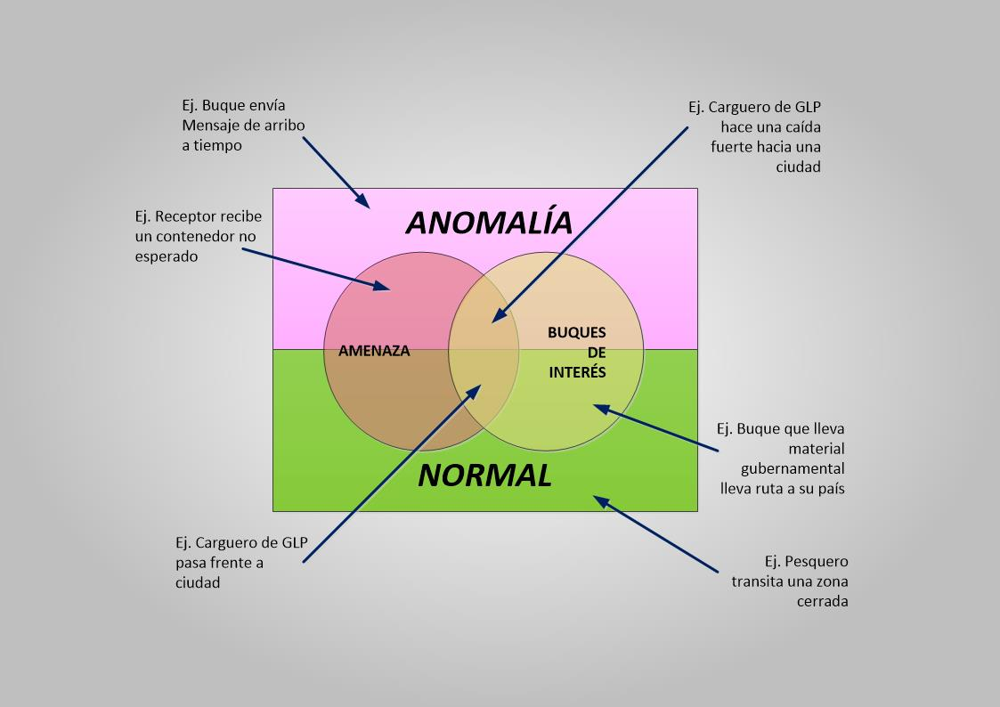 Ej. Buque envía
Mensaje de arribo
a tiempo
Ej. Carguero de GLP
hace una caída
fuerte hacia una
ciudad
Ej. Receptor recibe
un contenedor no
esperado
ANOMALÍA
AMENAZA
BUQUES
DE
INTERÉS
NORMAL
Ej. Buque que lleva
material
gubernamental
lleva ruta a su país
Ej. Carguero de GLP
pasa frente a
ciudad
Ej. Pesquero
transita una zona
cerrada